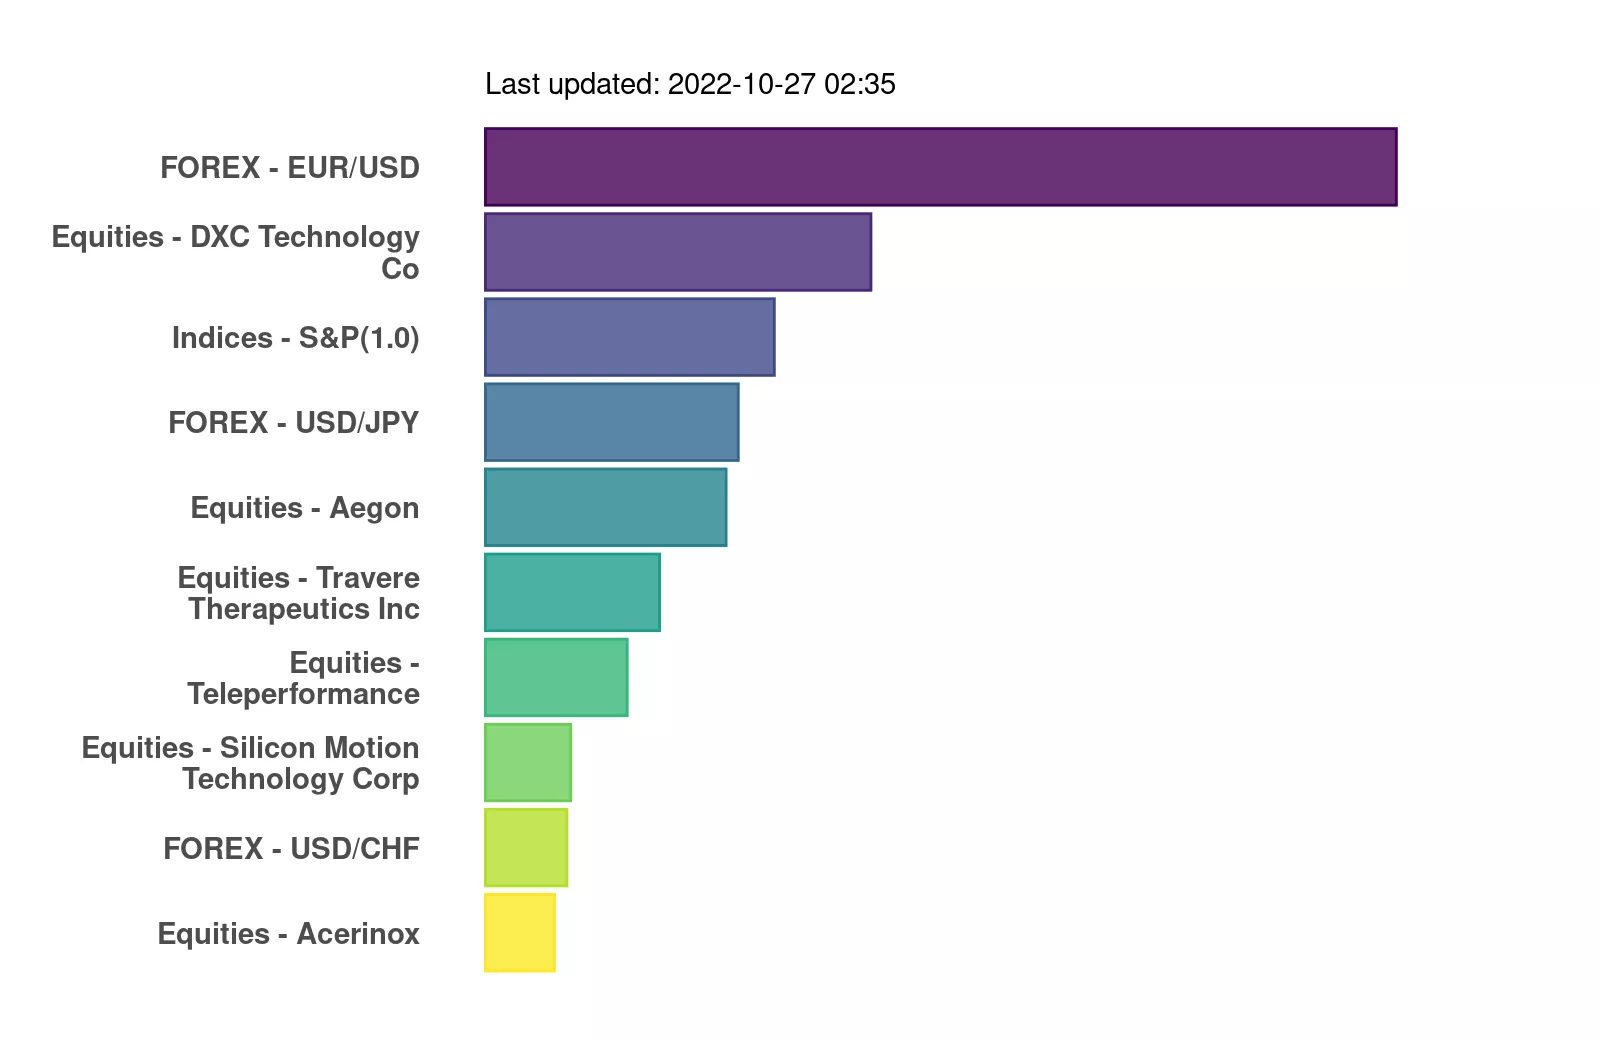 Last updated: 2022-10-27 02:35
FOREX - EUR/USD
Equities - DXC Technology
Co
Indices - S&P(1.0)
FOREX - USD/JPY
Equities - Aegon
Equities - Travere
Therapeutics Inc
Equities -
Teleperformance
Equities - Silicon Motion
Technology Corp
FOREX - USD/CHF
Equities - Acerinox